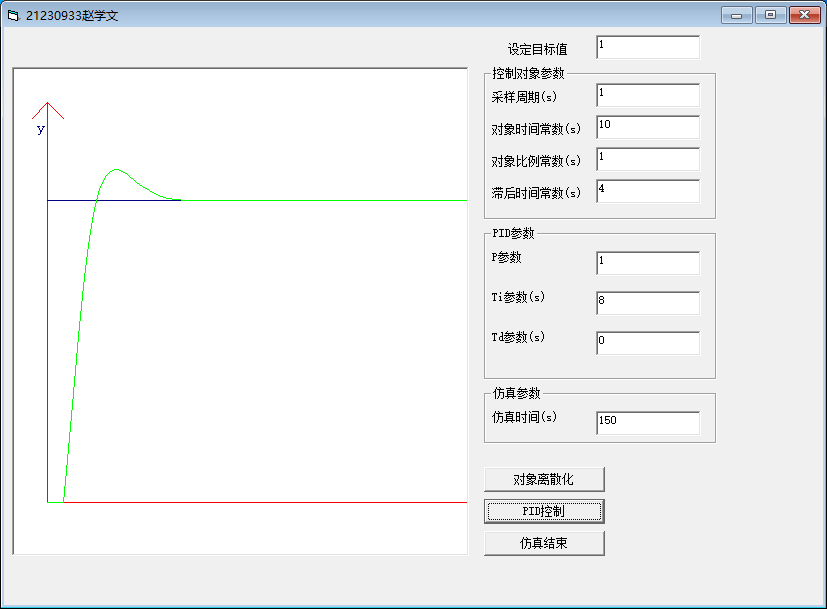 21230933赵学文
设定目标值 1
y
控制对象参数
采样周期(s) 1
对象时间常数(s) 10
对象比例常数(s) 1
滞后时间常数(s) 4
PID参数
P参数 1
Ti参数(s) 8
Td参数(s) 0
仿真参数
仿真时间(s) 150
对象离散化
PID控制
仿真结束